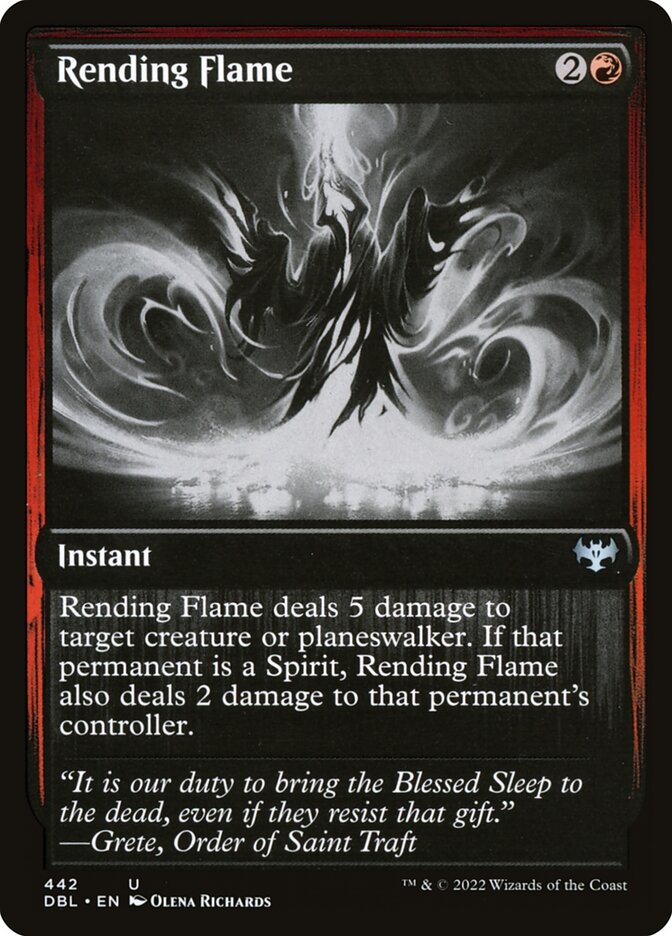 Rending Flame 2
Instant
Rending Flame deals 5 damage to
target creature or planeswalker. If that
permanent is a Spirit, Rending Flame
also deals 2 damage to that permanent's
controller.
“It is our duty to bring the Blessed Sleep to
the dead, even if they resist that gift.”
—Grete, Order of Saint Traft
442 U
DBL • EN Olena Richards
™ & © 2022 Wizards of the Coast